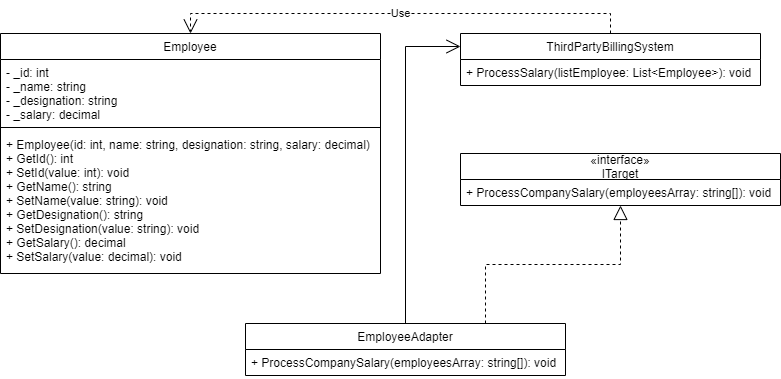 Use
Employee
- _id: int
- _name: string
- _designation: string
- _salary: decimal
+ Employee(id: int, name: string, designation: string, salary: decimal)
+ GetId(): int
+ SetId(value: int): void
+ GetName(): string
+ SetName(value: string): void
+ GetDesignation(): string
+ SetDesignation(value: string): void
+ GetSalary(): decimal
+ SetSalary(value: decimal): void
ThirdPartyBillingSystem
+ ProcessSalary(listEmployee: List<Employee>): void
«interface»
ITarget
+ ProcessCompanySalary(employeesArray: string[]): void
EmployeeAdapter
+ ProcessCompanySalary(employeesArray: string[]): void